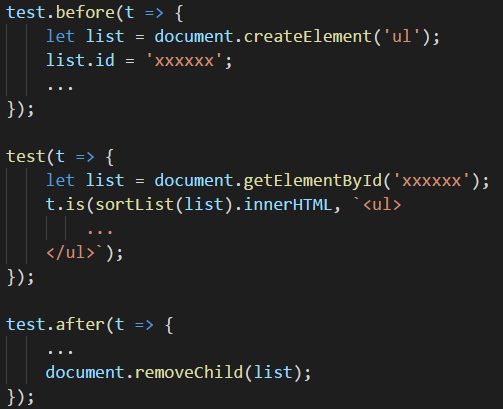 test.before(t => {
    let list = document.createElement('ul');
    list.id = 'xxxxxx';
    ...
});

test(t => {
    let list = document.getElementById('xxxxxx');
    t.is(sortList(list).innerHTML, `<ul>
        ...
    </ul>`);
});

test.after(t => {
    ...
    document.removeChild(list);
});